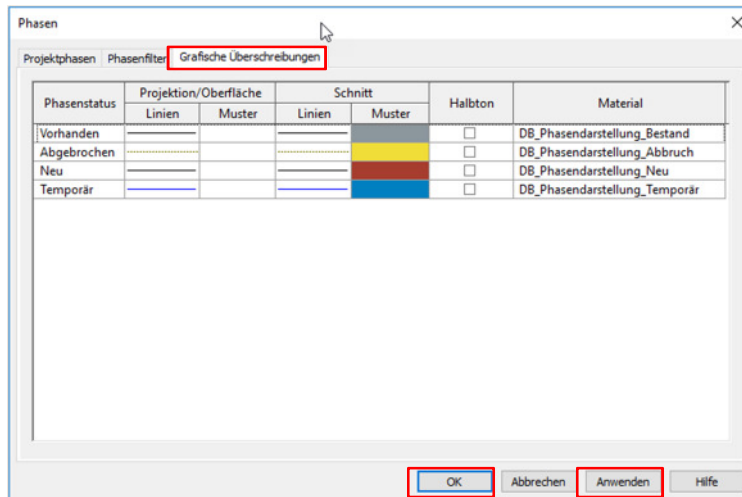 Phasen
Projektphasen Phasenfilter Grafische Überschreibungen
Phasenstatus Projektion/Oberfläche Schnitt Halbton Material
Linien Muster Linien Muster
Vorhanden DB_Phasendarstellung_Bestand
Abgebrochen DB_Phasendarstellung_Abbruch
Neu DB_Phasendarstellung_Neu
Temporär DB_Phasendarstellung_Temporär
OK Abbrechen Anwenden Hilfe